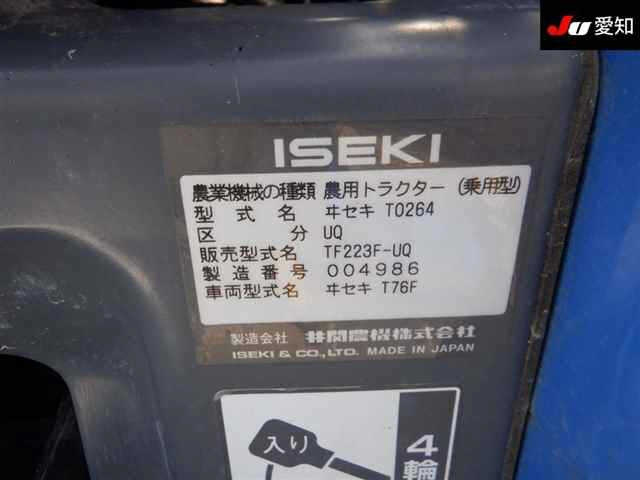 JU 愛知
ISEKI
農業機械の種類 農用トラクター (乗用型)
型式名 ヰセキ T0264
区分 UQ
販売型式名 TF223F-UQ
製造番号 004986
車両型式名 ヰセキ T76F
製造会社 井関農機株式会社
ISEKI & CO., LTD. MADE IN JAPAN
入り
4輪